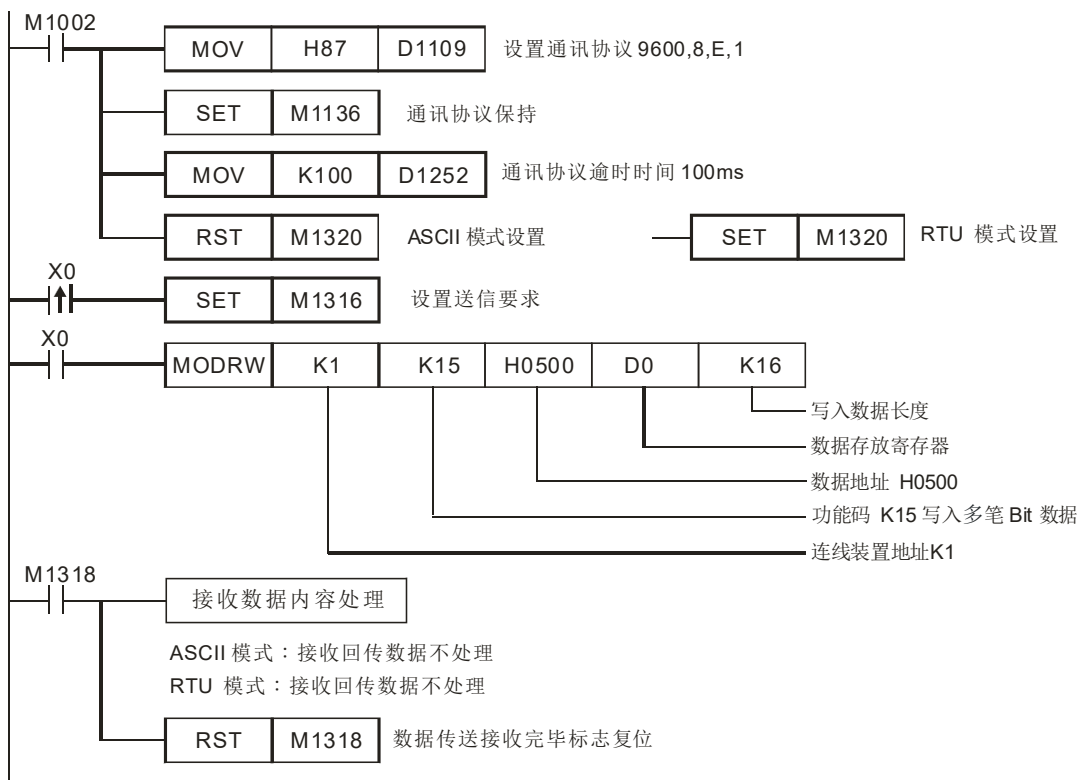 M1002
MOV H87 D1109 设置通讯协议 9600,8,E,1
SET M1136 通讯协议保持
MOV K100 D1252 通讯协议逾时时间 100ms
RST M1320 ASCII 模式设置 SET M1320 RTU 模式设置
X0
SET M1316 设置送信要求
X0
MODRW K1 K15 H0500 D0 K16
写入数据长度
数据存放寄存器
数据地址 H0500
功能码 K15 写入多笔 Bit 数据
连线装置地址K1
M1318
接收数据内容处理
ASCII 模式：接收回传数据不处理
RTU 模式：接收回传数据不处理
RST M1318 数据传送接收完毕标志复位